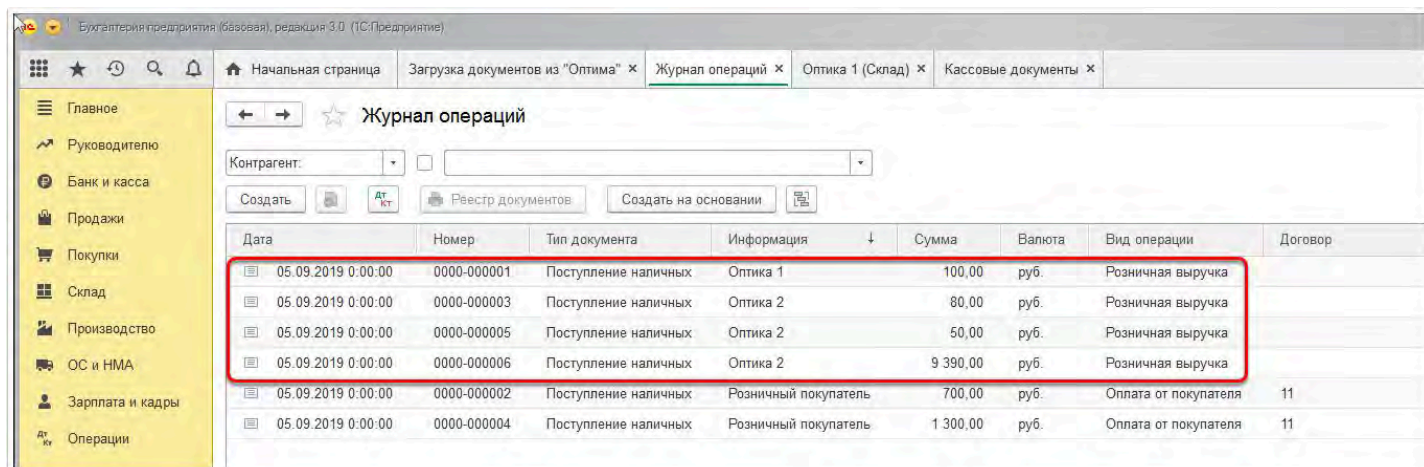 Бухгалтерия предприятия (базовая), редакция 3.0 (1С:Предприятие)
Начальная страница Загрузка документов из "Оптима" × Журнал операций × Оптика 1 (Склад) × Кассовые документы ×
Главное
Руководителю
Банк и касса
Продажи
Покупки
Склад
Производство
ОС и НМА
Зарплата и кадры
Дт Кт Операции
Журнал операций
Контрагент:
Создать Дт Кт Реестр документов Создать на основании
Дата Номер Тип документа Информация ↓ Сумма Валюта Вид операции Договор
05.09.2019 0:00:00 0000-000001 Поступление наличных Оптика 1 100,00 руб. Розничная выручка
05.09.2019 0:00:00 0000-000003 Поступление наличных Оптика 2 80,00 руб. Розничная выручка
05.09.2019 0:00:00 0000-000005 Поступление наличных Оптика 2 50,00 руб. Розничная выручка
05.09.2019 0:00:00 0000-000006 Поступление наличных Оптика 2 9 390,00 руб. Розничная выручка
05.09.2019 0:00:00 0000-000002 Поступление наличных Розничный покупатель 700,00 руб. Оплата от покупателя 11
05.09.2019 0:00:00 0000-000004 Поступление наличных Розничный покупатель 1 300,00 руб. Оплата от покупателя 11